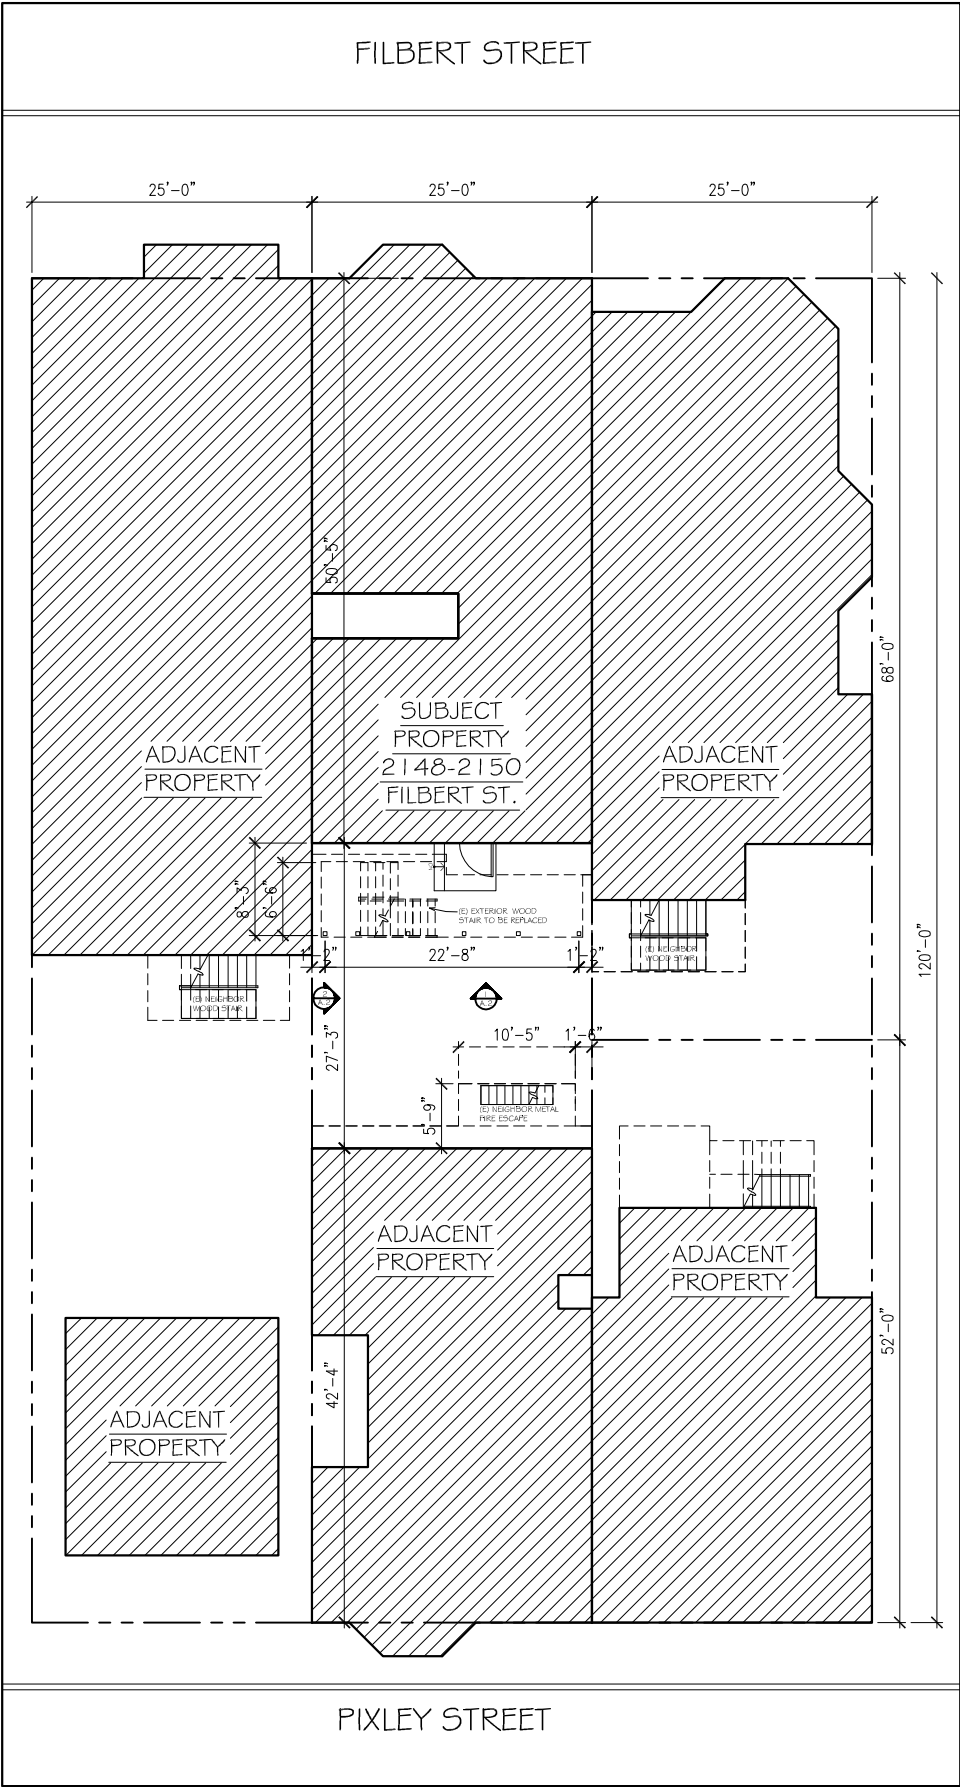 FILBERT STREET
25'-0"
25'-0"
25'-0"
50'-5"
68'-0"
SUBJECT
PROPERTY
2148-2150
FILBERT ST.
ADJACENT
PROPERTY
ADJACENT
PROPERTY
8'-3"
6'-6"
(E) EXTERIOR WOOD
STAIR TO BE REPLACED
1'-2"
22'-8"
1'-2"
(E) NEIGHBOR
WOOD STAIR
120'-0"
(E) NEIGHBOR
WOOD STAIR
27'-3"
10'-5"
1'-6"
5'-9"
(E) NEIGHBOR METAL
FIRE ESCAPE
ADJACENT
PROPERTY
ADJACENT
PROPERTY
52'-0"
42'-4"
ADJACENT
PROPERTY
PIXLEY STREET